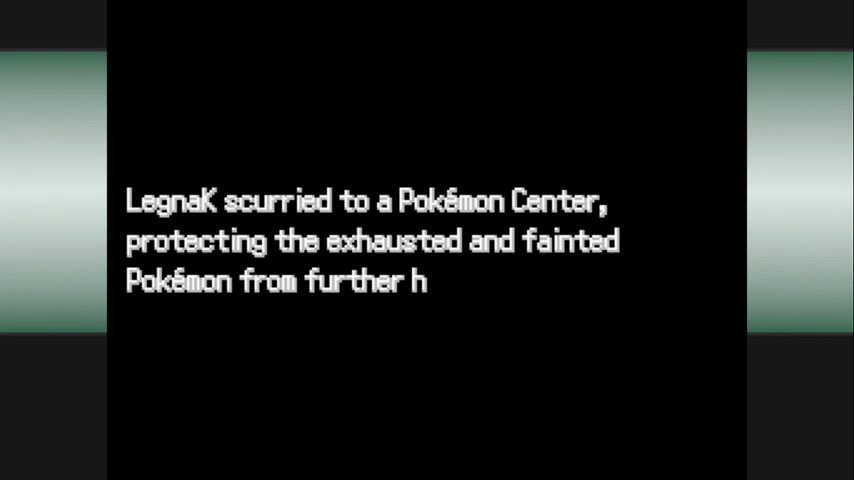 LegnaK scurried to a Pokémon Center,
protecting the exhausted and fainted
Pokémon from further h